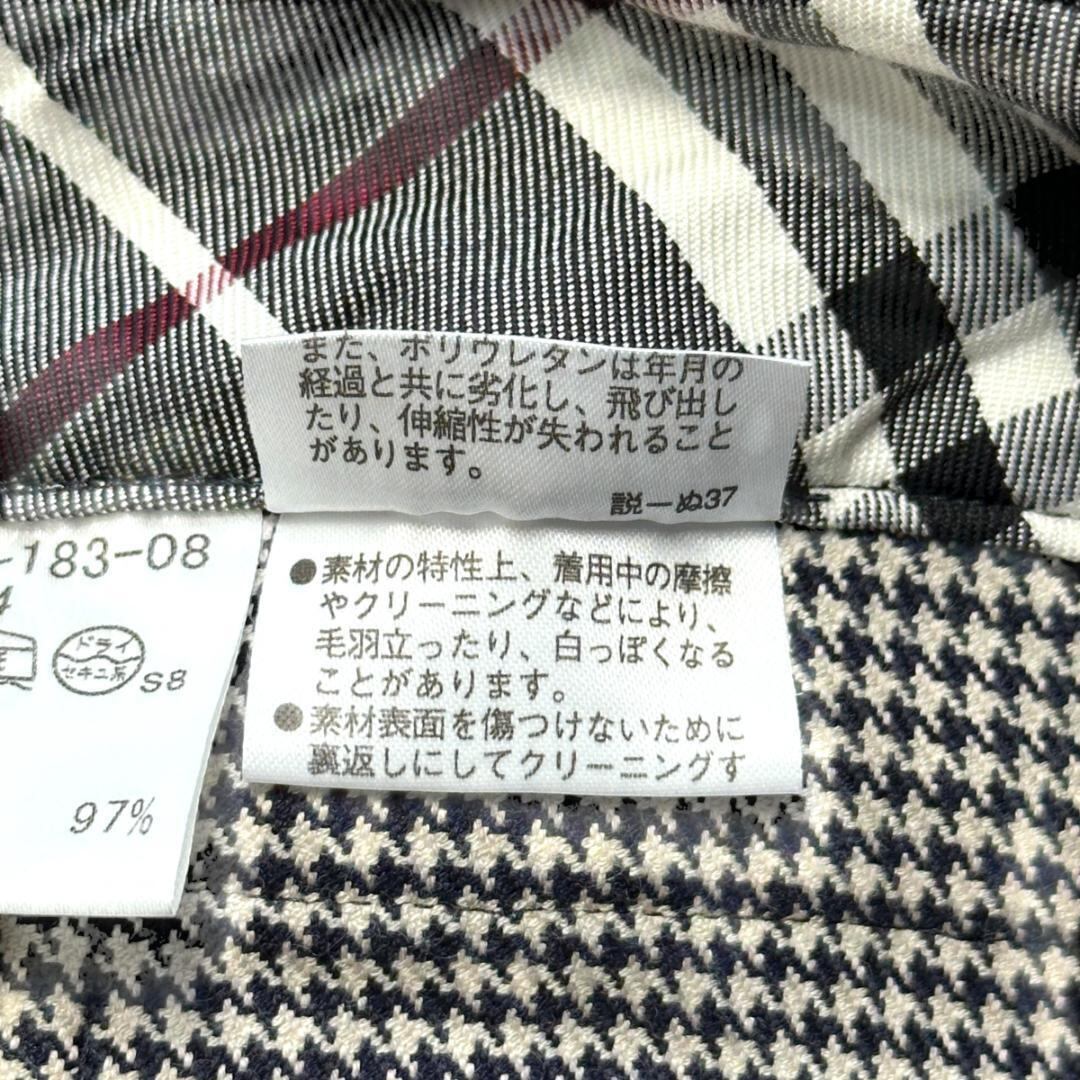 また、ポリウレタンは年月の
経過と共に劣化し、飛び出し
たり、伸縮性が失われること
があります。
説ーぬ37
●素材の特性上、着用中の摩擦
やクリーニングなどにより、
毛羽立ったり、白っぽくなる
ことがあります。
●素材表面を傷つけないために
裏返しにしてクリーニングす
-183-08
4
ドライ
セキユ系
S8
97%